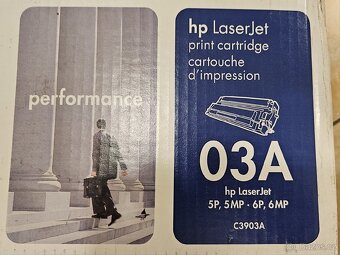 performance
hp LaserJet
print cartridge
cartouche
d'impression
03A
hp LaserJet
5P, 5MP · 6P, 6MP
C3903A